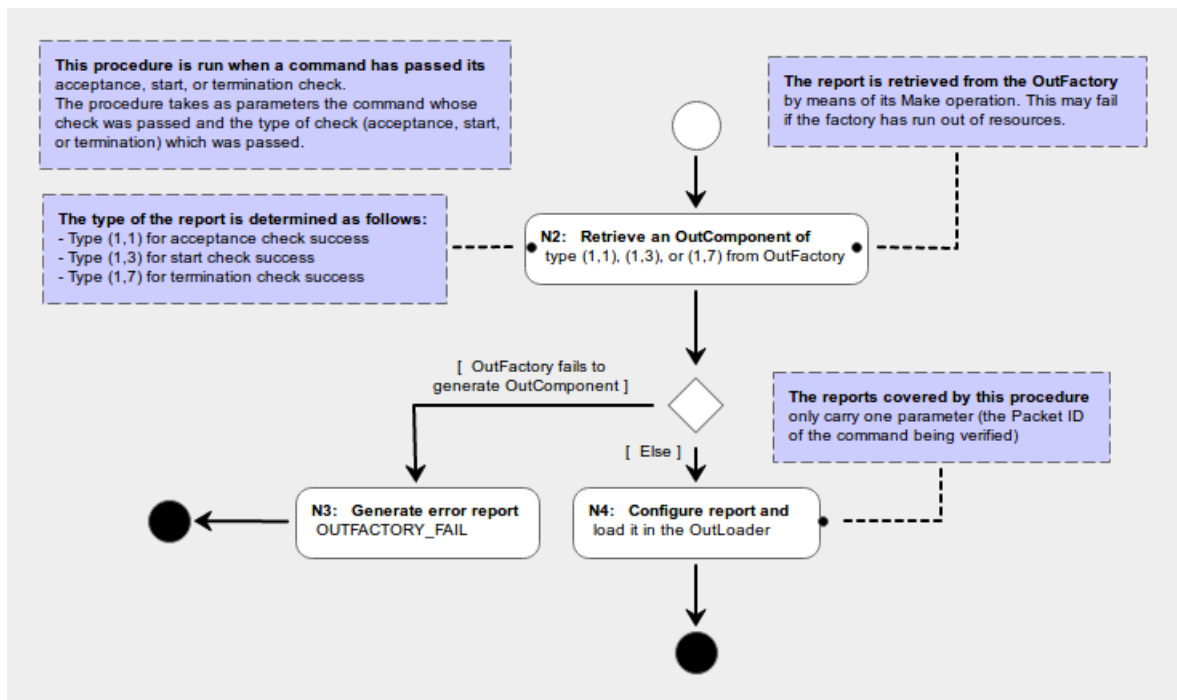 This procedure is run when a command has passed its
acceptance, start, or termination check.
The procedure takes as parameters the command whose
check was passed and the type of check (acceptance, start,
or termination) which was passed.
The report is retrieved from the OutFactory
by means of its Make operation. This may fail
if the factory has run out of resources.
The type of the report is determined as follows:
- Type (1,1) for acceptance check success
- Type (1,3) for start check success
- Type (1,7) for termination check success
N2: Retrieve an OutComponent of
type (1,1), (1,3), or (1,7) from OutFactory
[ OutFactory fails to
generate OutComponent ]
The reports covered by this procedure
only carry one parameter (the Packet ID
of the command being verified)
[ Else ]
N3: Generate error report
OUTFACTORY_FAIL
N4: Configure report and
load it in the OutLoader